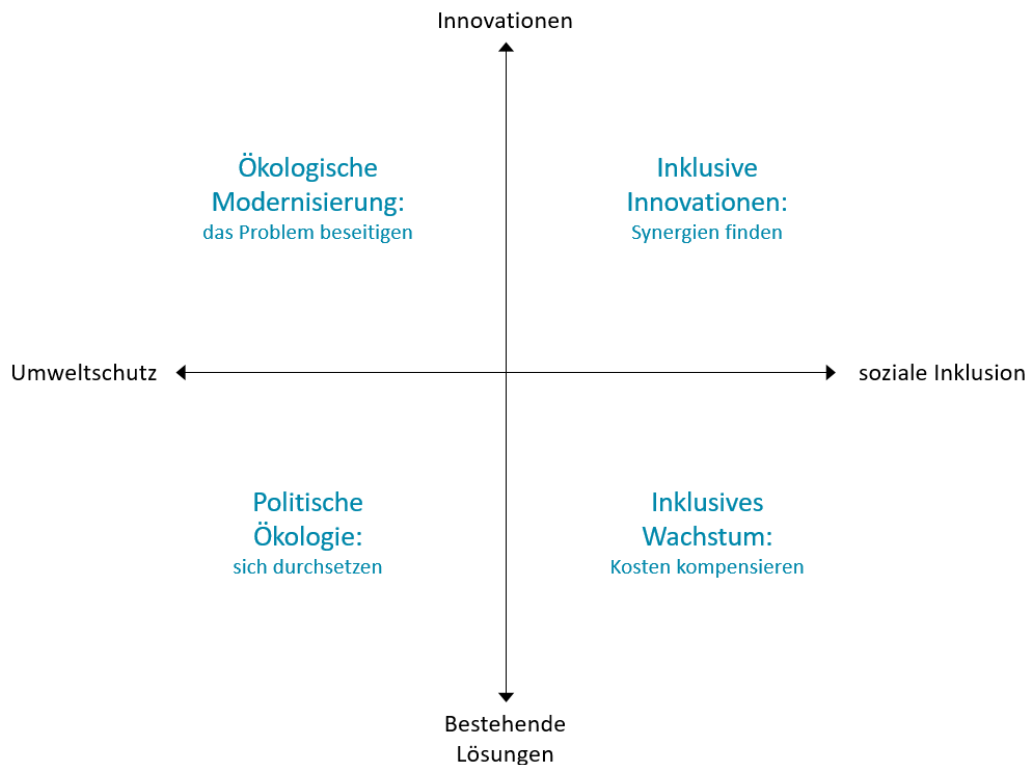 Innovationen
Ökologische
Modernisierung:
das Problem beseitigen
Inklusive
Innovationen:
Synergien finden
Umweltschutz
soziale Inklusion
Politische
Ökologie:
sich durchsetzen
Inklusives
Wachstum:
Kosten kompensieren
Bestehende
Lösungen